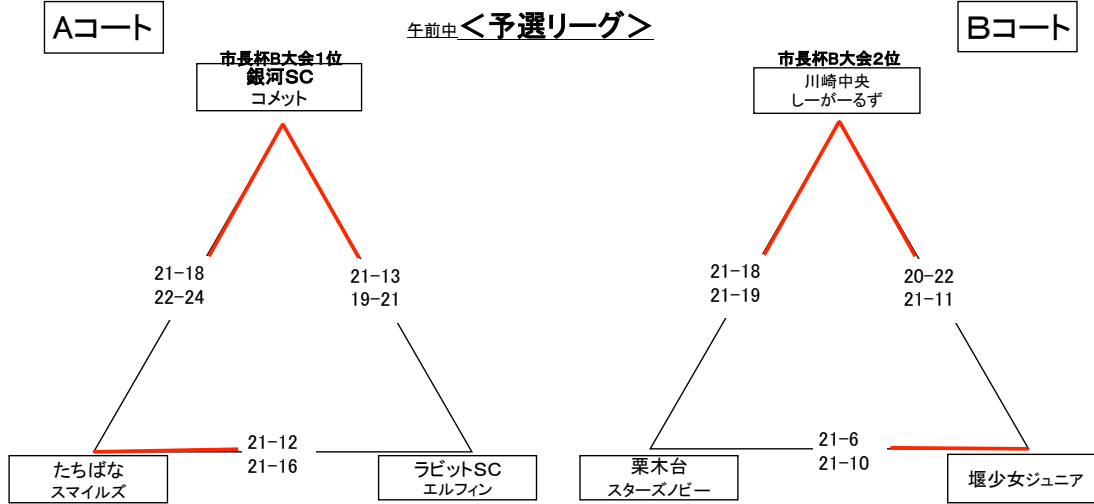 Aコート
午前中<予選リーグ>
Bコート
市長杯B大会1位
銀河SC
コメット
市長杯B大会2位
川崎中央
しーがーるず
21-18
22-24
21-13
19-21
21-18
21-19
20-22
21-11
21-12
21-16
21-6
21-10
たちばな
スマイルズ
ラビットSC
エルフィン
栗木台
スターズノビー
堰少女ジュニア